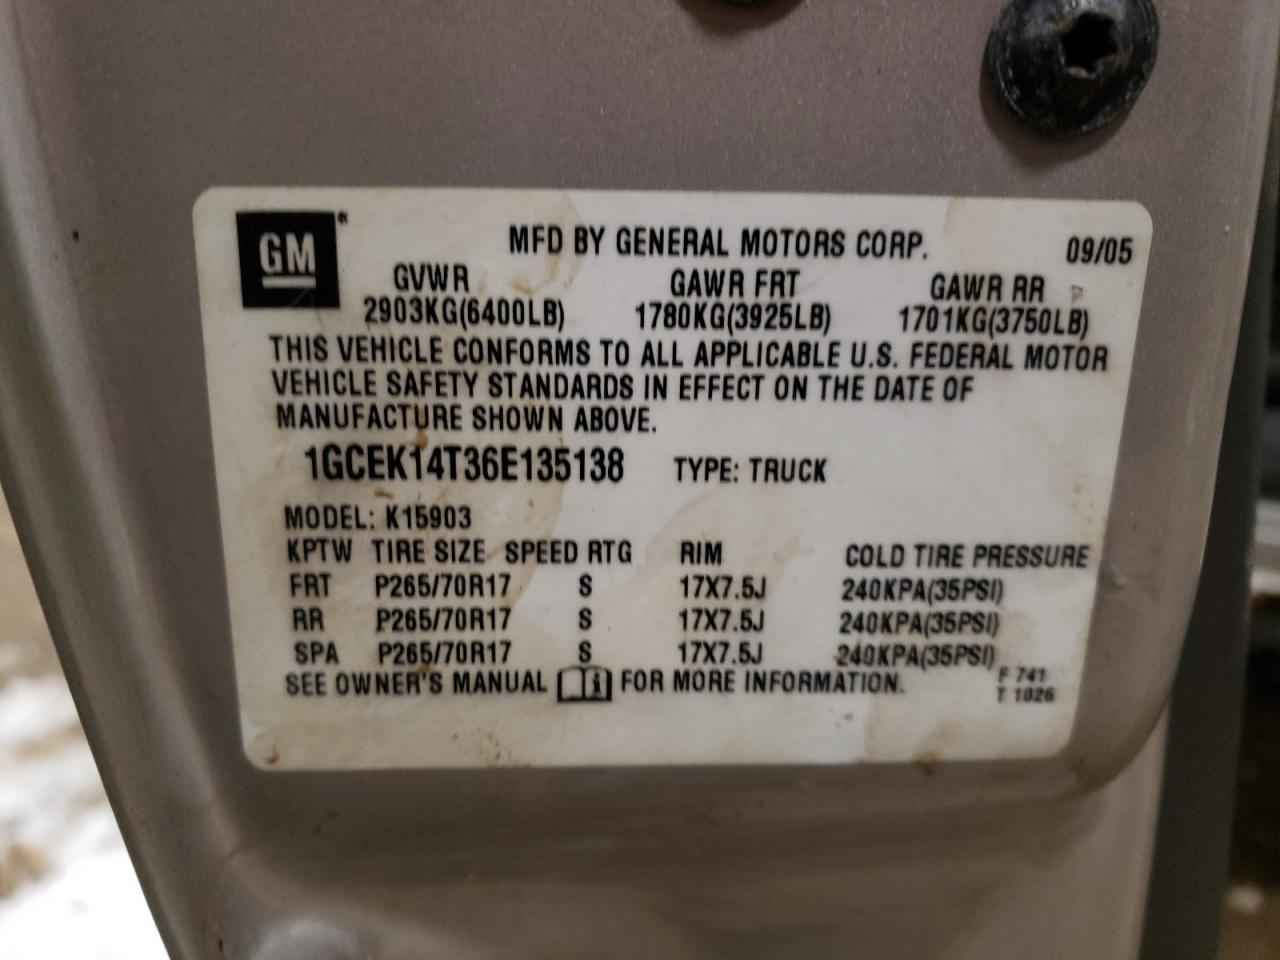 GM
MFD BY GENERAL MOTORS CORP. 09/05
GVWR GAWR FRT GAWR RR
2903KG(6400LB) 1780KG(3925LB) 1701KG(3750LB)
THIS VEHICLE CONFORMS TO ALL APPLICABLE U.S. FEDERAL MOTOR
VEHICLE SAFETY STANDARDS IN EFFECT ON THE DATE OF
MANUFACTURE SHOWN ABOVE.
1GCEK14T36E135138 TYPE: TRUCK
MODEL: K15903
KPTW TIRE SIZE SPEED RTG RIM COLD TIRE PRESSURE
FRT P265/70R17 S 17X7.5J 240KPA(35PSI)
RR P265/70R17 S 17X7.5J 240KPA(35PSI)
SPA P265/70R17 S 17X7.5J 240KPA(35PSI)
SEE OWNER'S MANUAL i FOR MORE INFORMATION.
F 741
T 1026